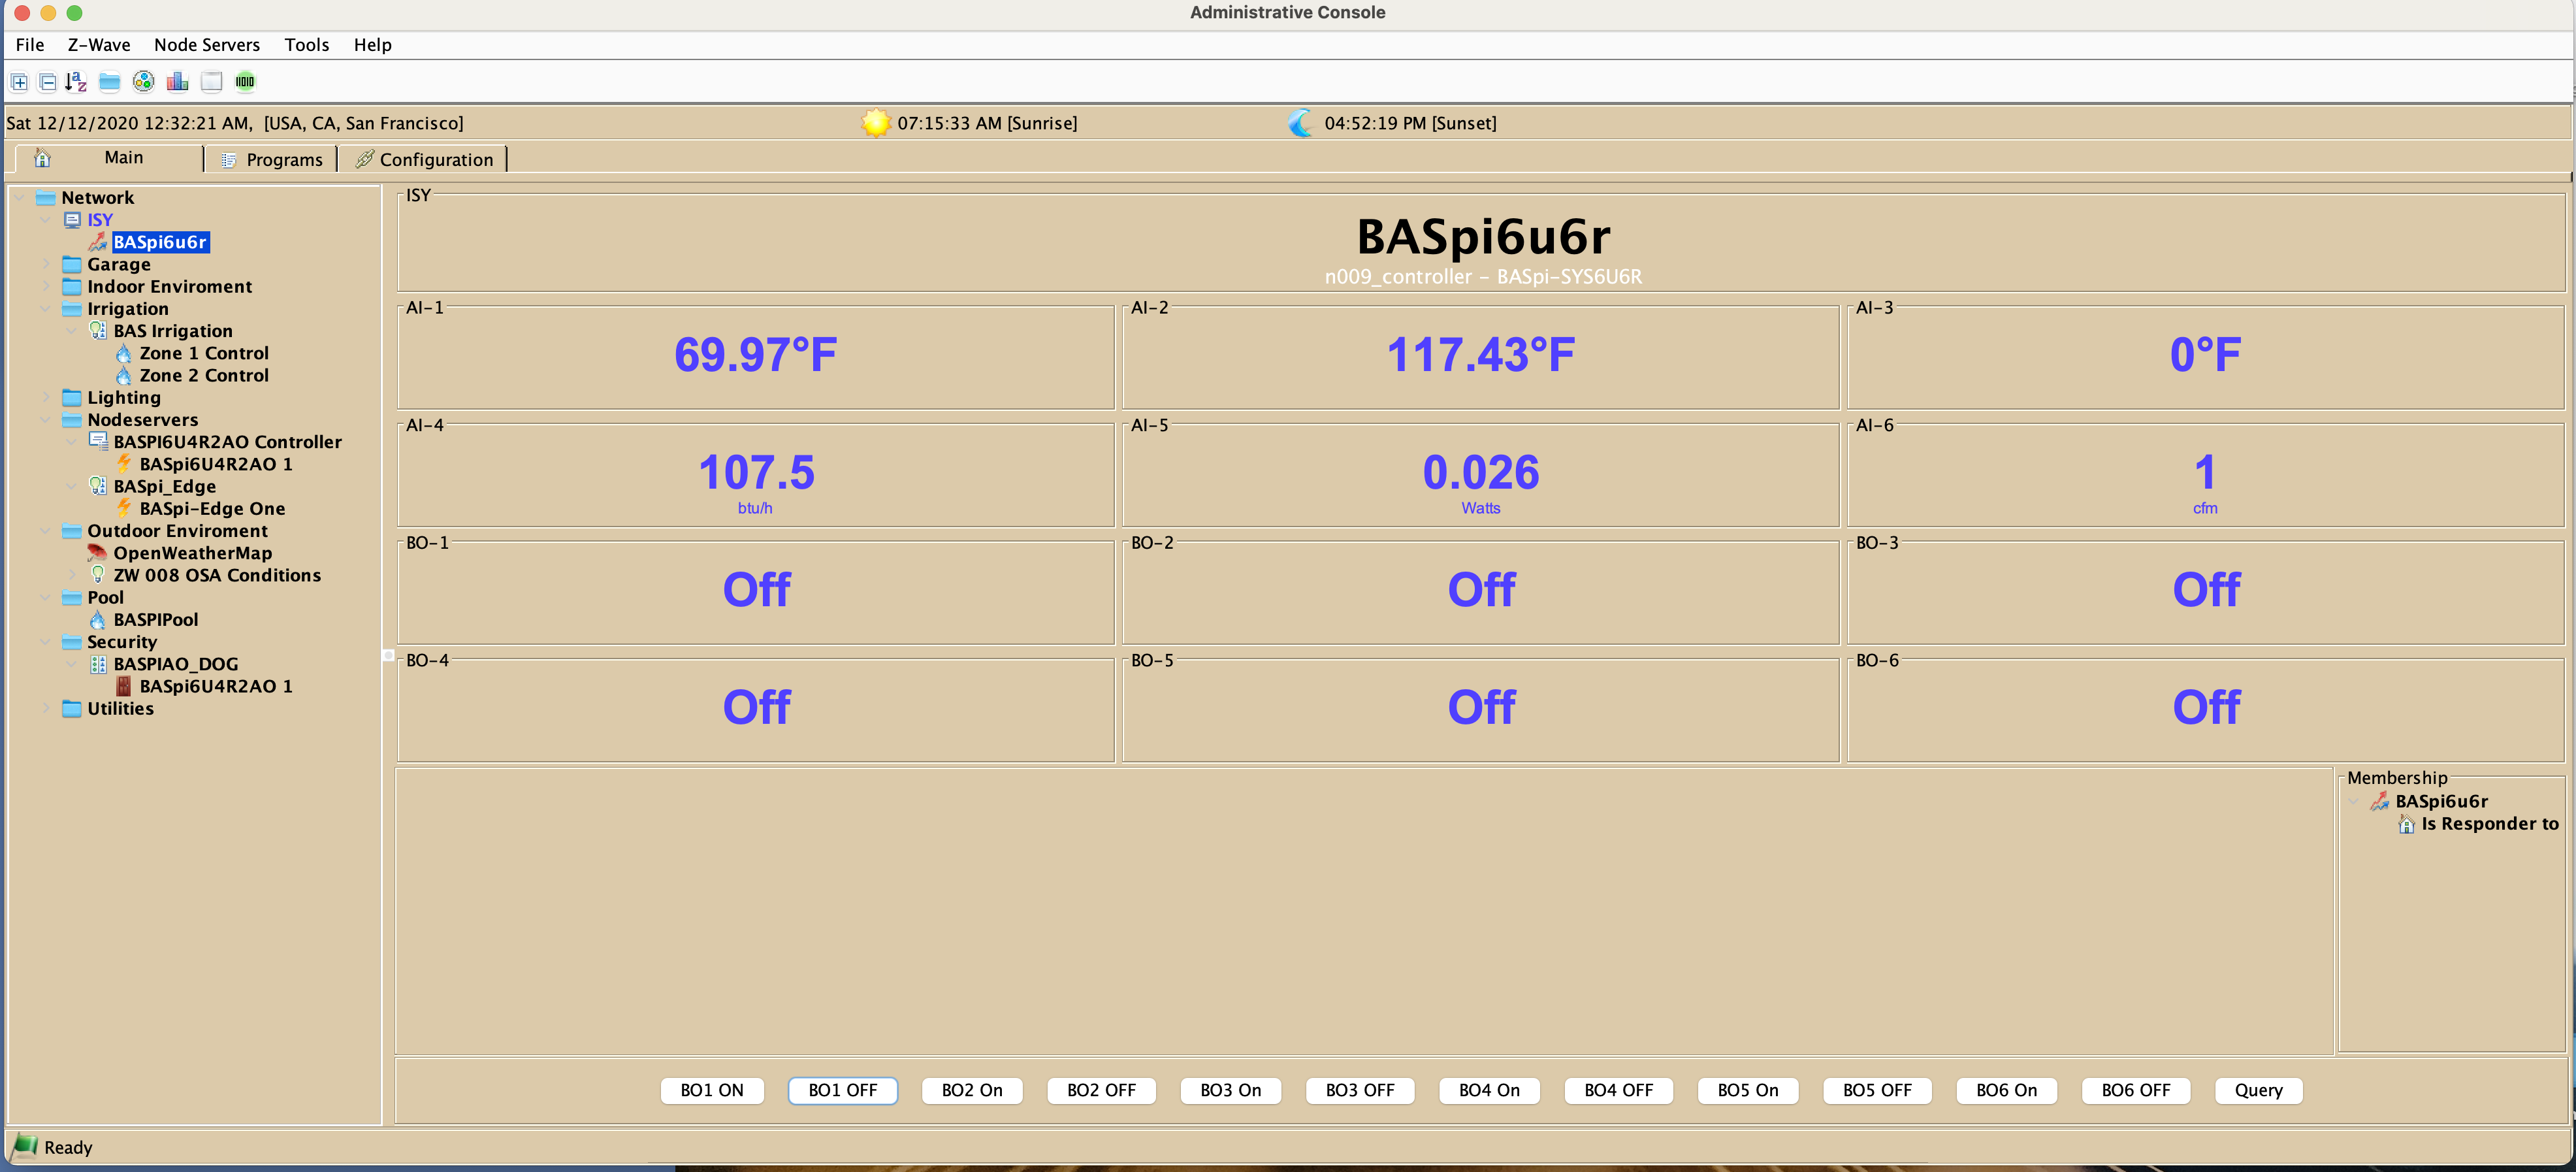 Administrative Console
File Z-Wave Node Servers Tools Help
Sat 12/12/2020 12:32:21 AM, [USA, CA, San Francisco] 07:15:33 AM [Sunrise] 04:52:19 PM [Sunset]
Main Programs Configuration
Network
ISY
BASpi6u6r
Garage
Indoor Enviroment
Irrigation
BAS Irrigation
Zone 1 Control
Zone 2 Control
Lighting
Nodeservers
BASPI6U4R2AO Controller
BASpi6U4R2AO 1
BASpi_Edge
BASpi-Edge One
Outdoor Enviroment
OpenWeatherMap
ZW 008 OSA Conditions
Pool
BASPIPool
Security
BASPIAO_DOG
BASpi6U4R2AO 1
Utilities
ISY
BASpi6u6r
n009_controller - BASpi-SYS6U6R
AI-1 AI-2 AI-3
69.97°F 117.43°F 0°F
AI-4 AI-5 AI-6
107.5 0.026 1
btu/h Watts cfm
BO-1 BO-2 BO-3
Off Off Off
BO-4 BO-5 BO-6
Off Off Off
Membership
BASpi6u6r
Is Responder to
BO1 ON BO1 OFF BO2 On BO2 OFF BO3 On BO3 OFF BO4 On BO4 OFF BO5 On BO5 OFF BO6 On BO6 OFF Query
Ready